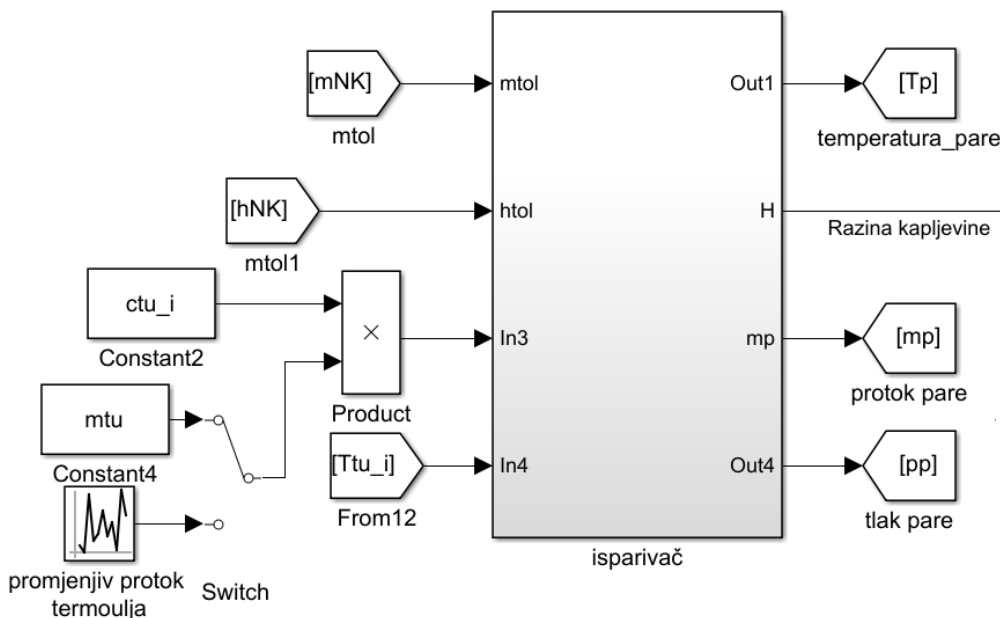 [mNK]
mtol
[hNK]
mtol1
ctu_i
Constant2
×
Product
mtu
Constant4
promjenjiv protok
termoulja
Switch
[Ttu_i]
From12
mtol
htol
In3
In4
Out1
H
mp
Out4
isparivač
[Tp]
temperatura_pare
Razina kapljevine
[mp]
protok pare
[pp]
tlak pare